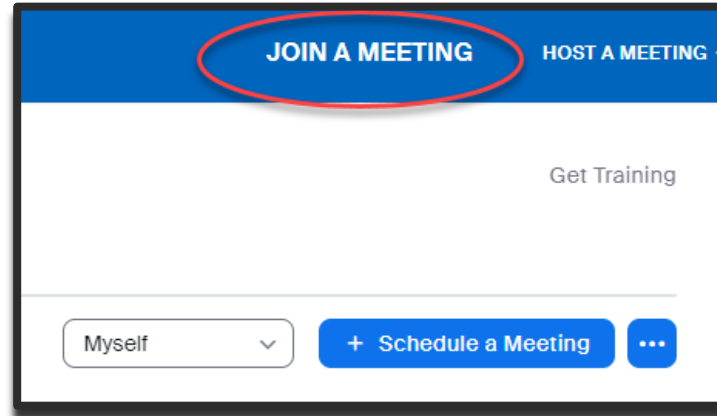 JOIN A MEETING HOST A MEETING
Get Training
Myself + Schedule a Meeting •••